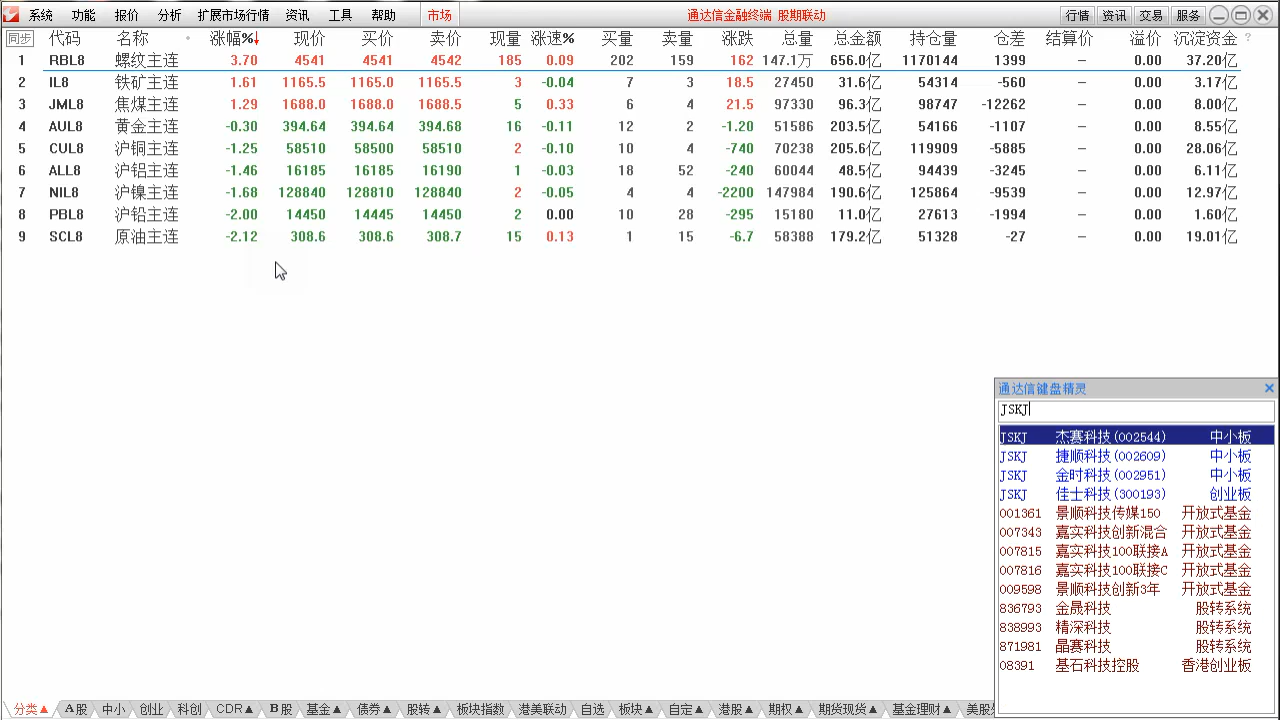 系统 功能 报价 分析 扩展市场行情 资讯 工具 帮助 市场 通达信金融终端 股期联动 行情 资讯 交易 服务
同步 代码 名称 涨幅%↓ 现价 买价 卖价 现量 涨速% 买量 卖量 涨跌 总量 总金额 持仓量 仓差 结算价 溢价 沉淀资金 ?
1 RBL8 螺纹主连 3.70 4541 4541 4542 185 0.09 202 159 162 147.1万 656.0亿 1170144 1399 — 0.00 37.20亿
2 IL8 铁矿主连 1.61 1165.5 1165.0 1165.5 3 -0.04 7 3 18.5 27450 31.6亿 54314 -560 — 0.00 3.17亿
3 JML8 焦煤主连 1.29 1688.0 1688.0 1688.5 5 0.33 6 4 21.5 97330 96.3亿 98747 -12262 — 0.00 8.00亿
4 AUL8 黄金主连 -0.30 394.64 394.64 394.68 16 -0.11 12 2 -1.20 51586 203.5亿 54166 -1107 — 0.00 8.55亿
5 CUL8 沪铜主连 -1.25 58510 58500 58510 2 -0.10 10 4 -740 70238 205.6亿 119909 -5885 — 0.00 28.06亿
6 ALL8 沪铝主连 -1.46 16185 16185 16190 1 -0.03 18 52 -240 60044 48.5亿 94439 -3245 — 0.00 6.11亿
7 NIL8 沪镍主连 -1.68 128840 128810 128840 2 -0.05 4 4 -2200 147984 190.6亿 125864 -9539 — 0.00 12.97亿
8 PBL8 沪铅主连 -2.00 14450 14445 14450 2 0.00 10 28 -295 15180 11.0亿 27613 -1994 — 0.00 1.60亿
9 SCL8 原油主连 -2.12 308.6 308.6 308.7 15 0.13 1 15 -6.7 58388 179.2亿 51328 -27 — 0.00 19.01亿
通达信键盘精灵 ×
JSKJ
JSKJ 杰赛科技(002544) 中小板
JSKJ 捷顺科技(002609) 中小板
JSKJ 金时科技(002951) 中小板
JSKJ 佳士科技(300193) 创业板
001361 景顺科技传媒150 开放式基金
007343 嘉实科技创新混合 开放式基金
007815 嘉实科技100联接A 开放式基金
007816 嘉实科技100联接C 开放式基金
009598 景顺科技创新3年 开放式基金
836793 金晟科技 股转系统
838993 精深科技 股转系统
871981 晶赛科技 股转系统
08391 基石科技控股 香港创业板
分类▲ A股 中小 创业 科创 CDR▲ B股 基金▲ 债券▲ 股转▲ 板块指数 港美联动 自选 板块▲ 自定▲ 港股▲ 期权▲ 期货现货▲ 基金理财▲ 美股